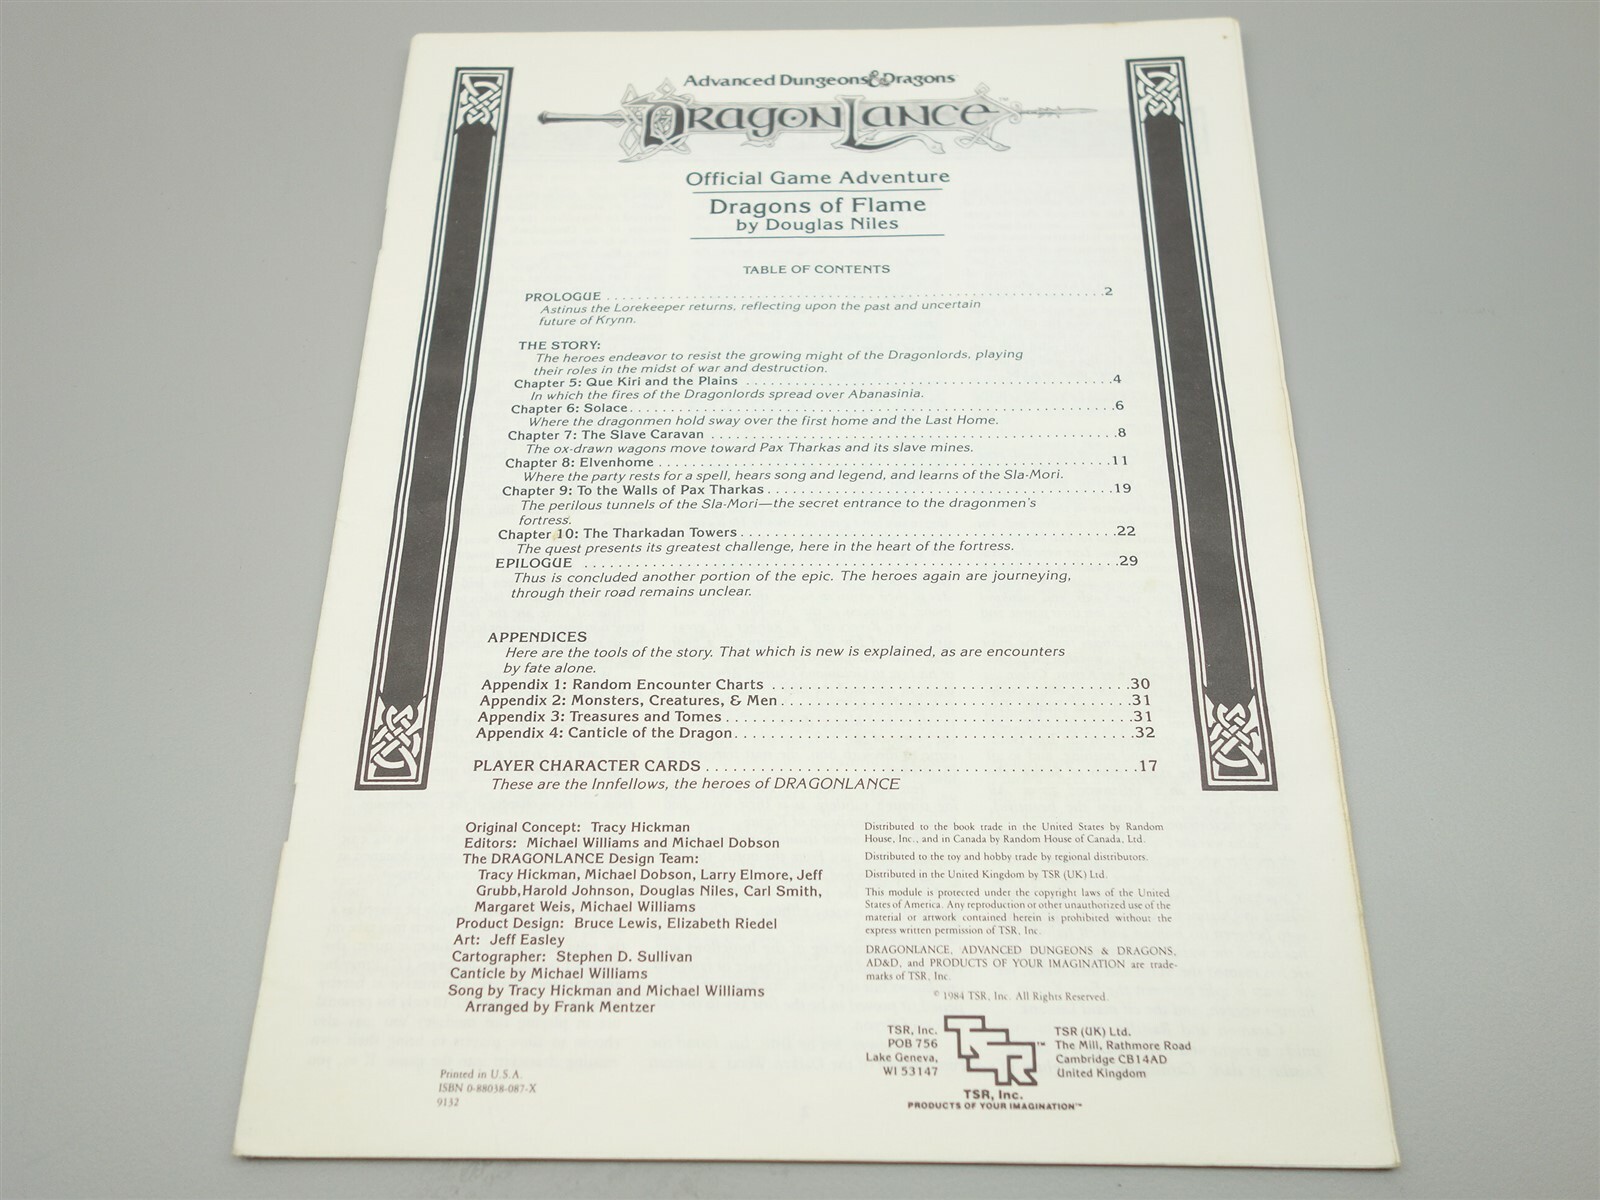 Advanced Dungeons & Dragons
DRAGONLANCE™
Official Game Adventure
Dragons of Flame
by Douglas Niles
TABLE OF CONTENTS
PROLOGUE ... 2
Astinus the Lorekeeper returns, reflecting upon the past and uncertain
future of Krynn.
THE STORY:
The heroes endeavor to resist the growing might of the Dragonlords, playing
their roles in the midst of war and destruction.
Chapter 5: Que Kiri and the Plains ... 4
In which the fires of the Dragonlords spread over Abanasinia.
Chapter 6: Solace ... 6
Where the dragonmen hold sway over the first home and the Last Home.
Chapter 7: The Slave Caravan ... 8
The ox-drawn wagons move toward Pax Tharkas and its slave mines.
Chapter 8: Elvenhome ... 11
Where the party rests for a spell, hears song and legend, and learns of the Sla-Mori.
Chapter 9: To the Walls of Pax Tharkas ... 19
The perilous tunnels of the Sla-Mori—the secret entrance to the dragonmen's
fortress.
Chapter 10: The Tharkadan Towers ... 22
The quest presents its greatest challenge, here in the heart of the fortress.
EPILOGUE ... 29
Thus is concluded another portion of the epic. The heroes again are journeying,
through their road remains unclear.
APPENDICES
Here are the tools of the story. That which is new is explained, as are encounters
by fate alone.
Appendix 1: Random Encounter Charts ... 30
Appendix 2: Monsters, Creatures, & Men ... 31
Appendix 3: Treasures and Tomes ... 31
Appendix 4: Canticle of the Dragon ... 32
PLAYER CHARACTER CARDS ... 17
These are the Innfellows, the heroes of DRAGONLANCE
Original Concept: Tracy Hickman
Editors: Michael Williams and Michael Dobson
The DRAGONLANCE Design Team:
Tracy Hickman, Michael Dobson, Larry Elmore, Jeff
Grubb,Harold Johnson, Douglas Niles, Carl Smith,
Margaret Weis, Michael Williams
Product Design: Bruce Lewis, Elizabeth Riedel
Art: Jeff Easley
Cartographer: Stephen D. Sullivan
Canticle by Michael Williams
Song by Tracy Hickman and Michael Williams
Arranged by Frank Mentzer
Printed in U.S.A.
ISBN 0-88038-087-X
9132
Distributed to the book trade in the United States by Random
House, Inc., and in Canada by Random House of Canada, Ltd.
Distributed to the toy and hobby trade by regional distributors.
Distributed in the United Kingdom by TSR (UK) Ltd.
This module is protected under the copyright laws of the United
States of America. Any reproduction or other unauthorized use of the
material or artwork contained herein is prohibited without the
express written permission of TSR, Inc.
DRAGONLANCE, ADVANCED DUNGEONS & DRAGONS,
AD&D, and PRODUCTS OF YOUR IMAGINATION are trade-
marks of TSR, Inc.
© 1984 TSR, Inc. All Rights Reserved.
TSR, Inc.
POB 756
Lake Geneva,
WI 53147
TSR™
TSR (UK) Ltd.
The Mill, Rathmore Road
Cambridge CB14AD
United Kingdom
TSR, Inc.
PRODUCTS OF YOUR IMAGINATION™